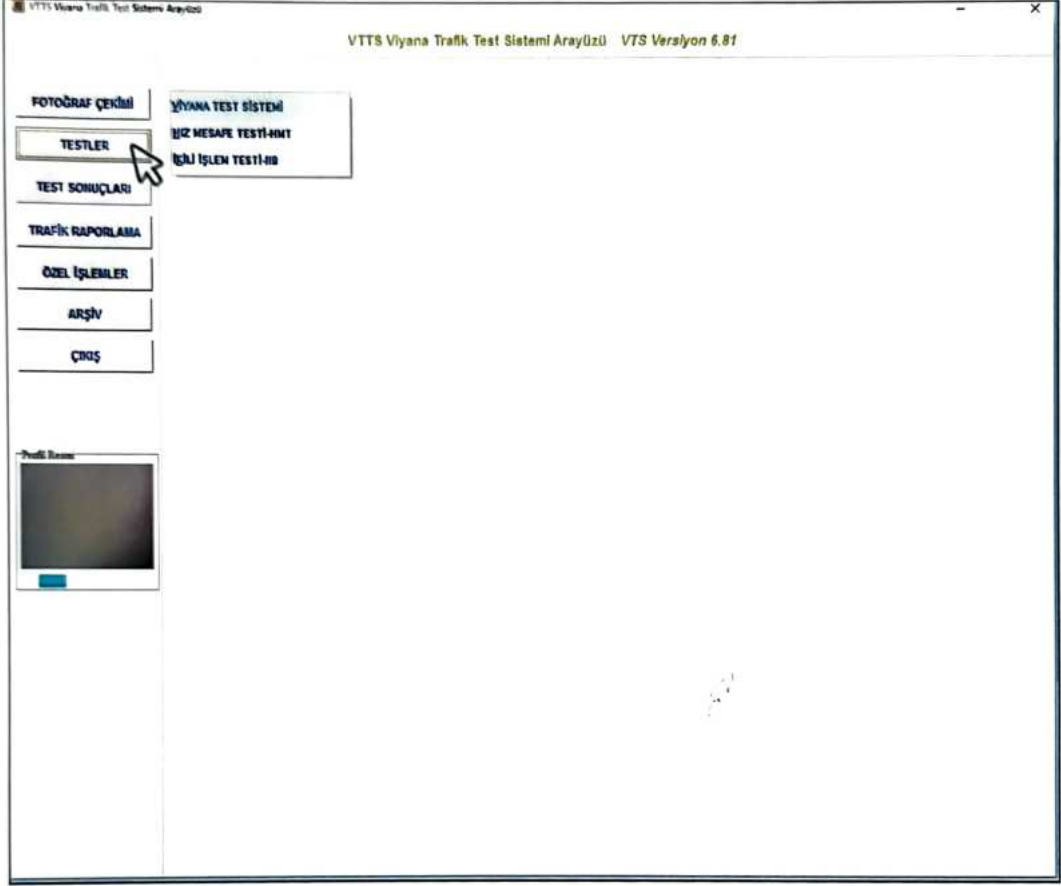 VTTS Viyana Trafik Test Sistemi Arayüzü
VTTS Viyana Trafik Test Sistemi Arayüzü VTS Versiyon 6.81
FOTOĞRAF ÇEKİMİ
TESTLER
TEST SONUÇLARI
TRAFİK RAPORLAMA
ÖZEL İŞLEMLER
ARŞİV
ÇIKIŞ
VİYANA TEST SİSTEMİ
HIZ MESAFE TESTİ-HMT
İÇİLİ İŞLEM TESTİ
Profil Resmi